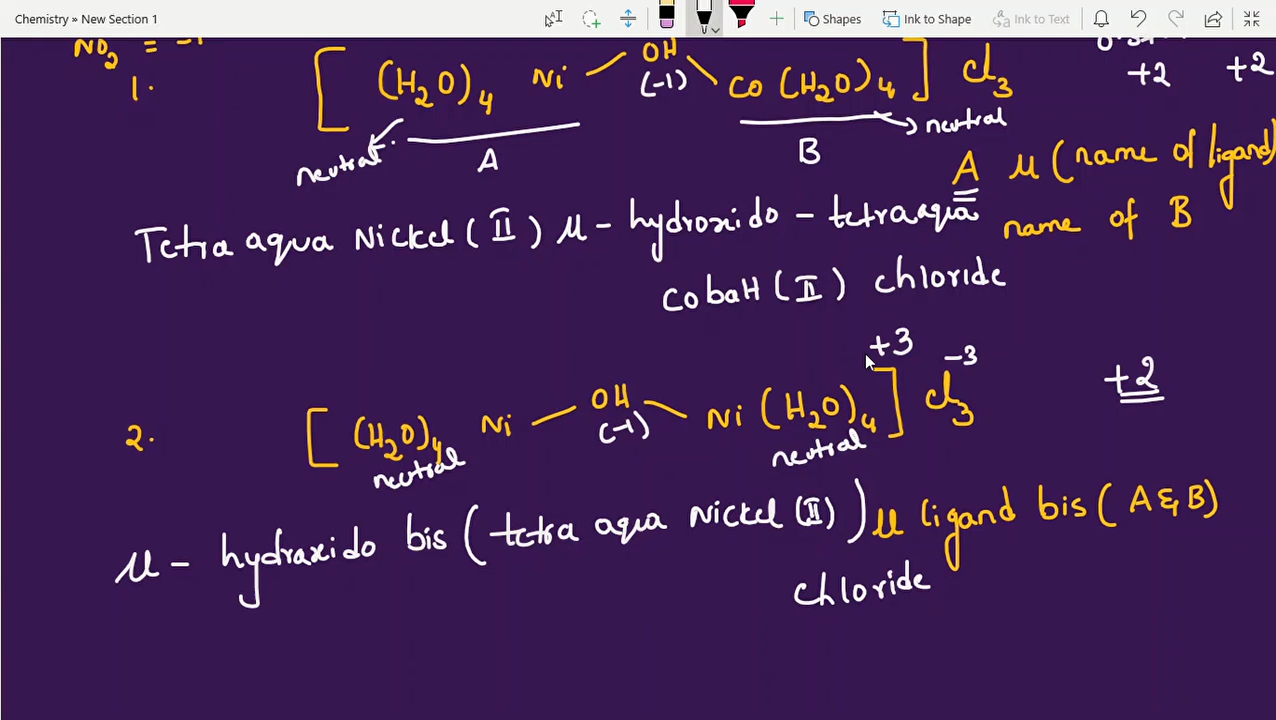 Chemistry » New Section 1
Shapes
Ink to Shape
Ink to Text
NO2 = -1
1.
[ (H2O)4 Ni — OH — Co (H2O)4 ] Cl3
(-1)
+2 +2
neutral
A
B
neutral
A μ (name of ligand)
name of B
Tetra aqua Nickel (II) μ - hydroxido - tetraaqua
cobalt (II) chloride
+3
-3
+2
2.
[ (H2O)4 Ni — OH — Ni (H2O)4 ] Cl3
neutral
(-1)
neutral
μ - hydraxido bis (tetra aqua Nickel (II)) μ ligand bis (A & B)
chloride